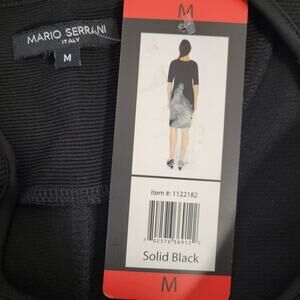 MARIO SERRANI
ITALY
M
M
item #: 1122182
Solid Black
M